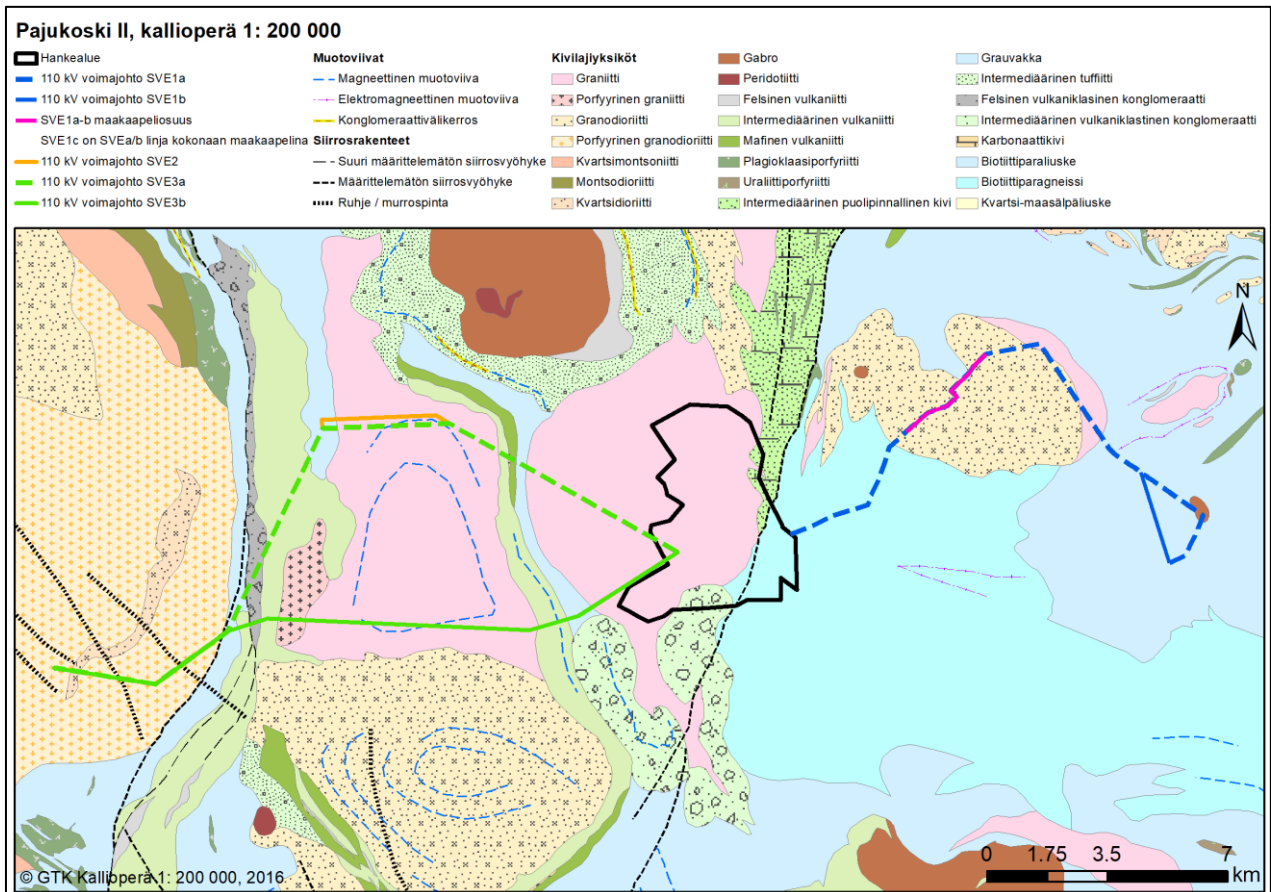 Pajukoski II, kallioperä 1: 200 000
Hankealue
110 kV voimajohto SVE1a
110 kV voimajohto SVE1b
SVE1a-b maakaapeliosuus
SVE1c on SVEa/b linja kokonaan maakaapelina
110 kV voimajohto SVE2
110 kV voimajohto SVE3a
110 kV voimajohto SVE3b
Muotoviivat
Magneettinen muotoviiva
Elektromagneettinen muotoviiva
Konglomeraattivälikerros
Siirrosrakenteet
Suuri määrittelemätön siirrosvyöhyke
Määrittelemätön siirrosvyöhyke
Ruhje / murrospinta
Kivilajiyksiköt
Graniitti
Porfyyrinen graniitti
Granodioriitti
Porfyyrinen granodioriitti
Kvartsimontsoniitti
Montsodioriitti
Kvartsidioriitti
Gabro
Peridotiitti
Felsinen vulkaniitti
Intermediäärinen vulkaniitti
Mafinen vulkaniitti
Plagioklaasiporfyriitti
Uraliittiporfyriitti
Intermediäärinen puolipinnallinen kivi
Grauvakka
Intermediäärinen tuffiitti
Felsinen vulkaniklasinen konglomeraatti
Intermediäärinen vulkaniklastinen konglomeraatti
Karbonaattikivi
Biotiittiparaliuske
Biotiittiparagneissi
Kvartsi-maasälpäliuske
N
0 1.75 3.5 7
km
© GTK Kallioperä 1: 200 000, 2016